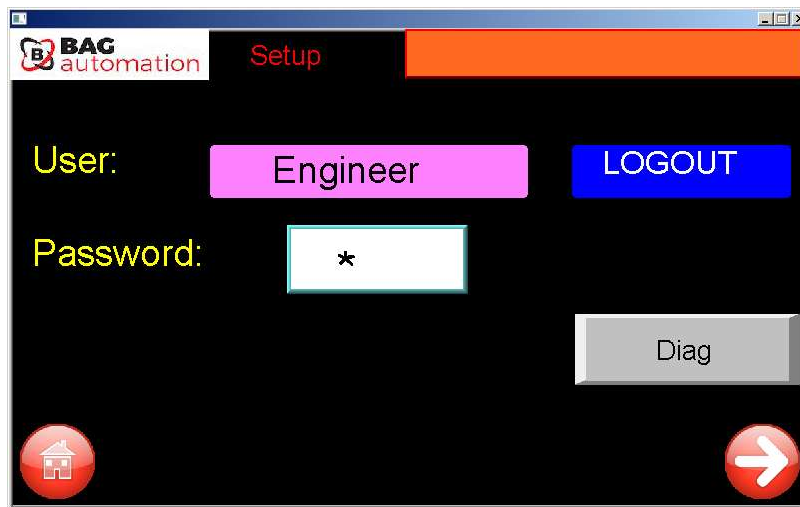 BAG
automation
Setup
User:
Engineer
LOGOUT
Password:
*
Diag